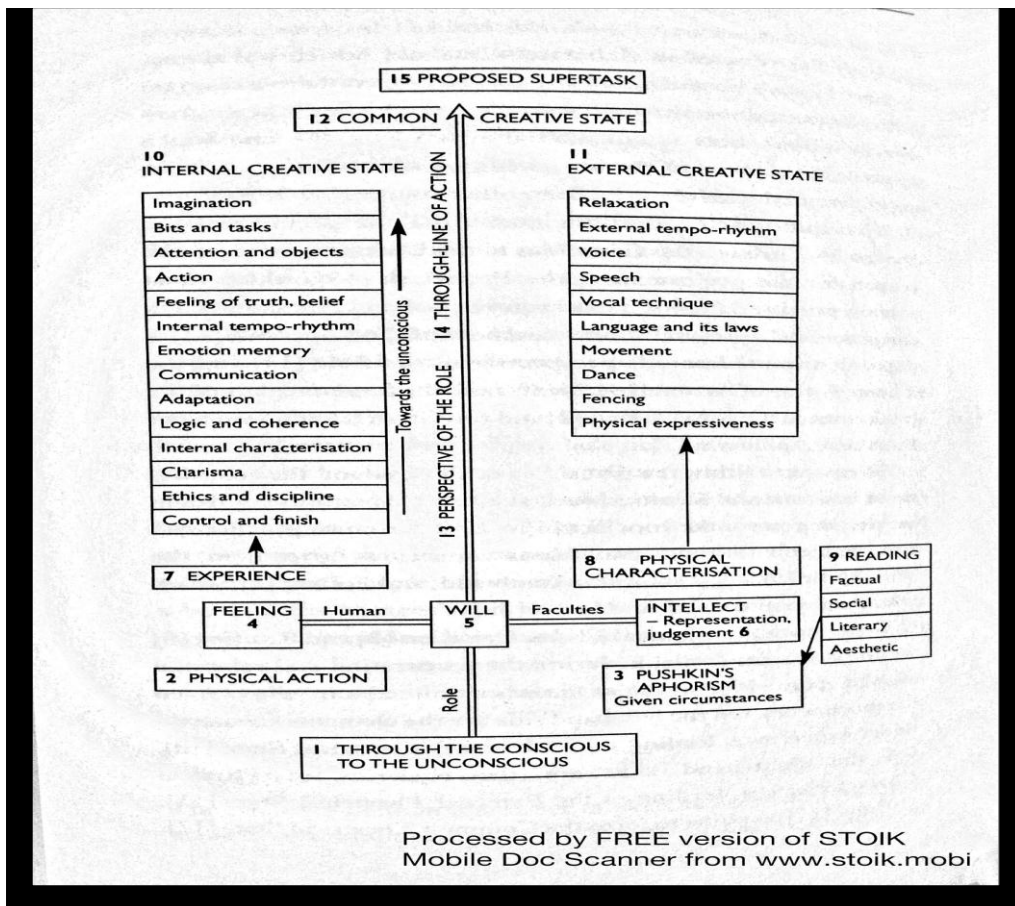 15 PROPOSED SUPERTASK
12 COMMON CREATIVE STATE
10
INTERNAL CREATIVE STATE
Imagination
Bits and tasks
Attention and objects
Action
Feeling of truth, belief
Internal tempo-rhythm
Emotion memory
Communication
Adaptation
Logic and coherence
Internal characterisation
Charisma
Ethics and discipline
Control and finish
Towards the unconscious
13 PERSPECTIVE OF THE ROLE 14 THROUGH-LINE OF ACTION
11
EXTERNAL CREATIVE STATE
Relaxation
External tempo-rhythm
Voice
Speech
Vocal technique
Language and its laws
Movement
Dance
Fencing
Physical expressiveness
7 EXPERIENCE
8 PHYSICAL
CHARACTERISATION
9 READING
Factual
Social
Literary
Aesthetic
FEELING
4
Human
WILL
5
Faculties
INTELLECT
– Representation,
judgement 6
2 PHYSICAL ACTION
Role
3 PUSHKIN'S
APHORISM
Given circumstances
1 THROUGH THE CONSCIOUS
TO THE UNCONSCIOUS
Processed by FREE version of STOIK
Mobile Doc Scanner from www.stoik.mobi